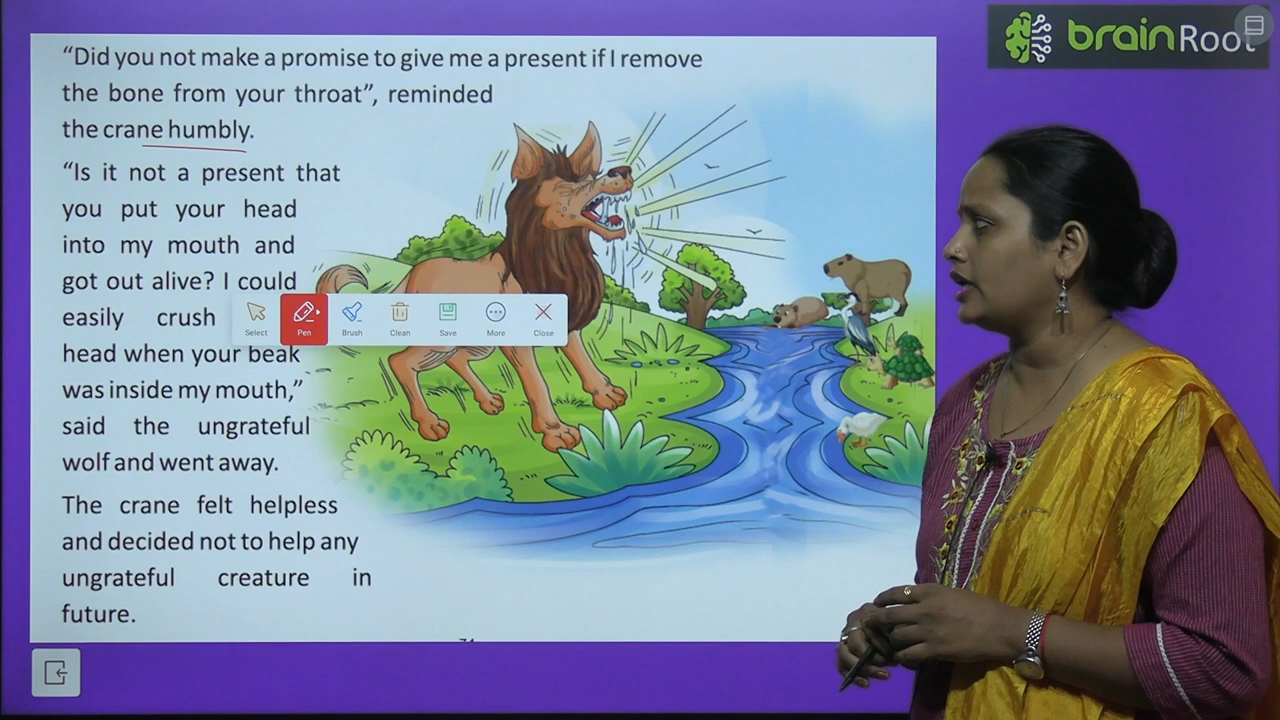 “Did you not make a promise to give me a present if I remove
the bone from your throat”, reminded
the crane humbly.
“Is it not a present that
you put your head
into my mouth and
got out alive? I could
easily crush
head when your beak
was inside my mouth,”
said the ungrateful
wolf and went away.
The crane felt helpless
and decided not to help any
ungrateful creature in
future.
Select Pen Brush Clean Save More Close
brainRoot